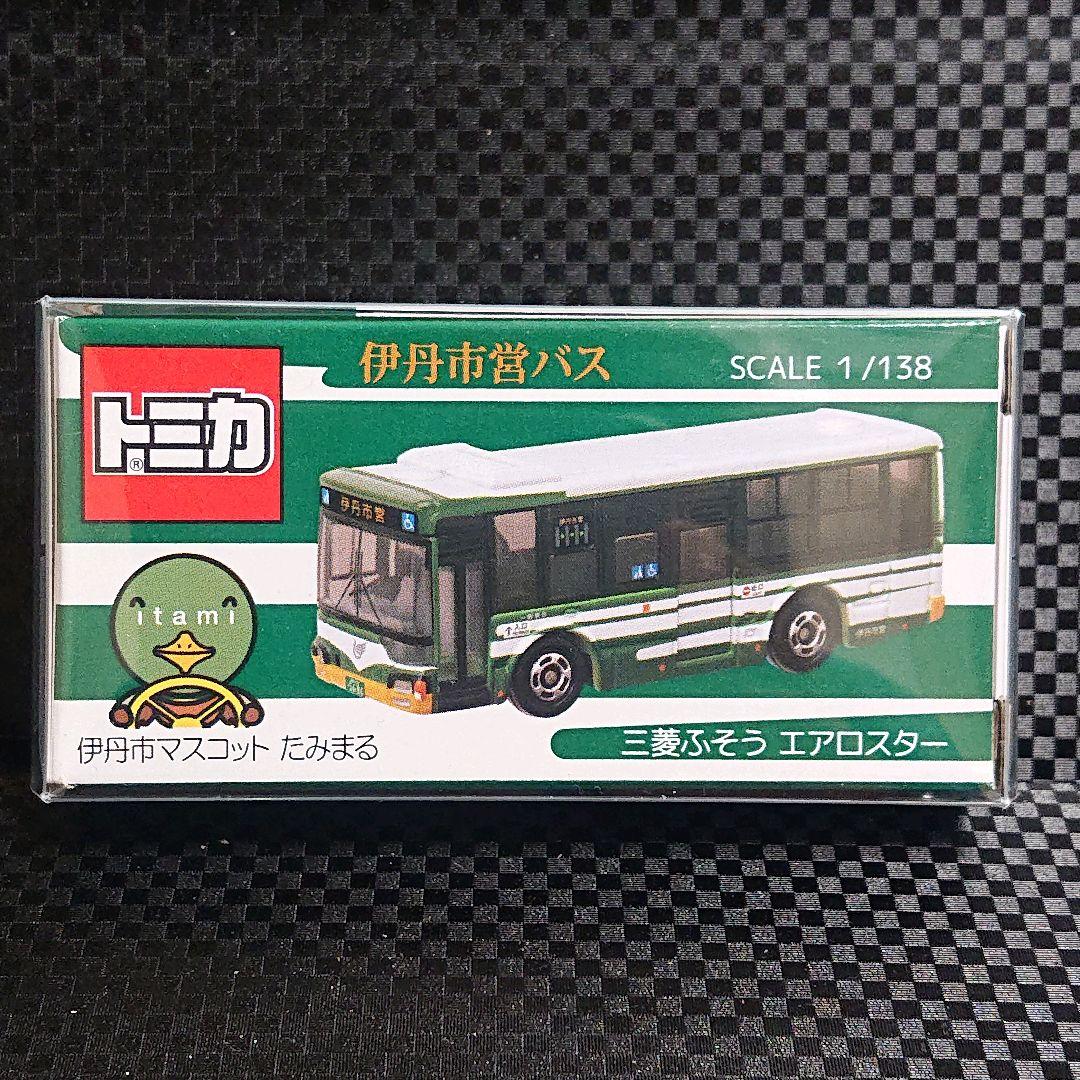 伊丹市営バス
SCALE 1/138
トミカ
®
伊丹市営
itami
入口
伊丹市マスコット たみまる
三菱ふそう エアロスター